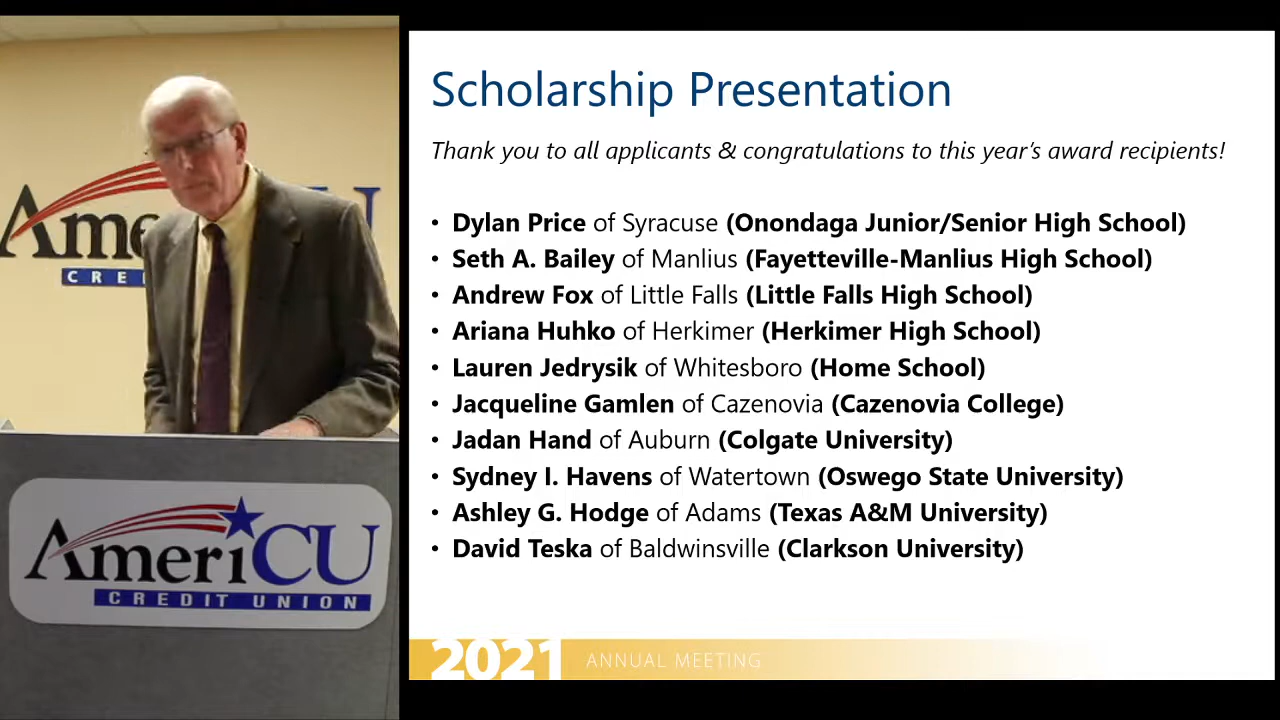 Scholarship Presentation
Thank you to all applicants & congratulations to this year's award recipients!
• Dylan Price of Syracuse (Onondaga Junior/Senior High School)
• Seth A. Bailey of Manlius (Fayetteville-Manlius High School)
• Andrew Fox of Little Falls (Little Falls High School)
• Ariana Huhko of Herkimer (Herkimer High School)
• Lauren Jedrysik of Whitesboro (Home School)
• Jacqueline Gamlen of Cazenovia (Cazenovia College)
• Jadan Hand of Auburn (Colgate University)
• Sydney I. Havens of Watertown (Oswego State University)
• Ashley G. Hodge of Adams (Texas A&M University)
• David Teska of Baldwinsville (Clarkson University)
2021 ANNUAL MEETING
Ame U
CRE
AmeriCU
CREDIT UNION